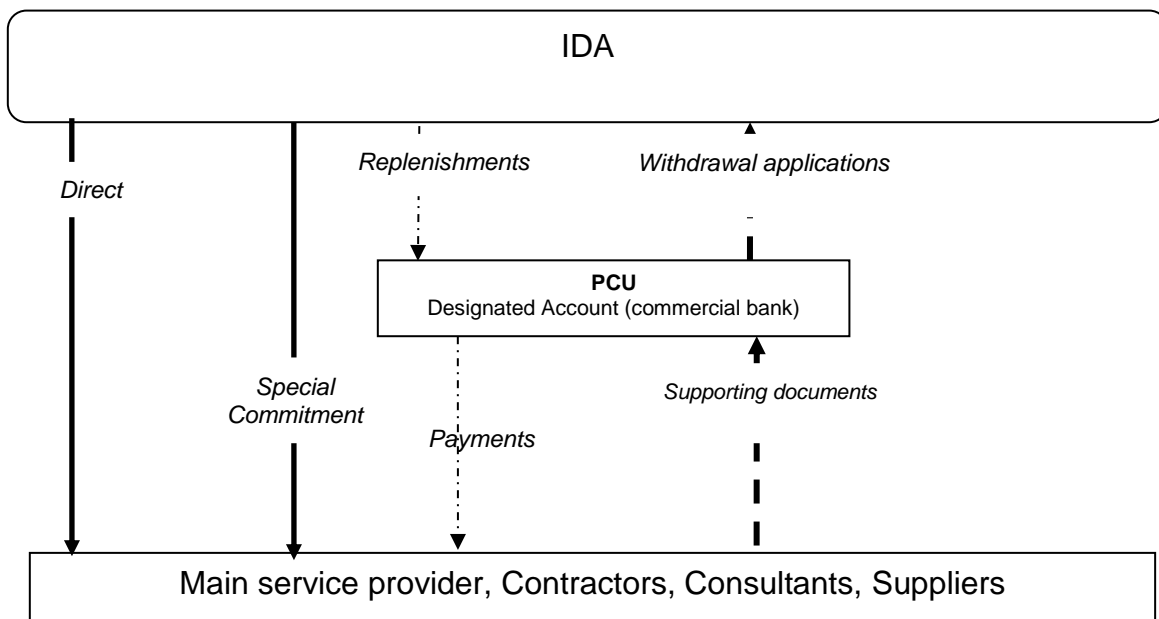 IDA
Replenishments
Withdrawal applications
Direct
PCU
Designated Account (commercial bank)
Special
Commitment
Supporting documents
Payments
Main service provider, Contractors, Consultants, Suppliers